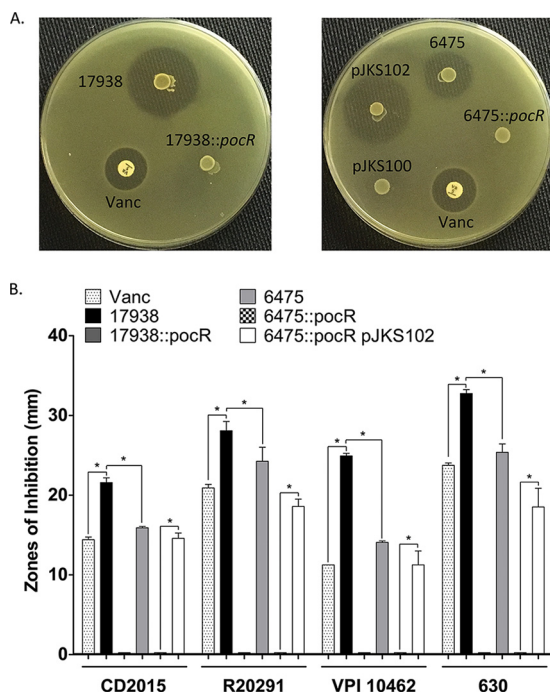 A.
17938
17938::pocR
Vanc
6475
pJKS102
6475::pocR
pJKS100
Vanc
B.
Vanc
17938
17938::pocR
6475
6475::pocR
6475::pocR pJKS102
Zones of Inhibition (mm)
40
30
20
10
0
* * *
* * *
* * *
* * *
CD2015 R20291 VPI 10462 630